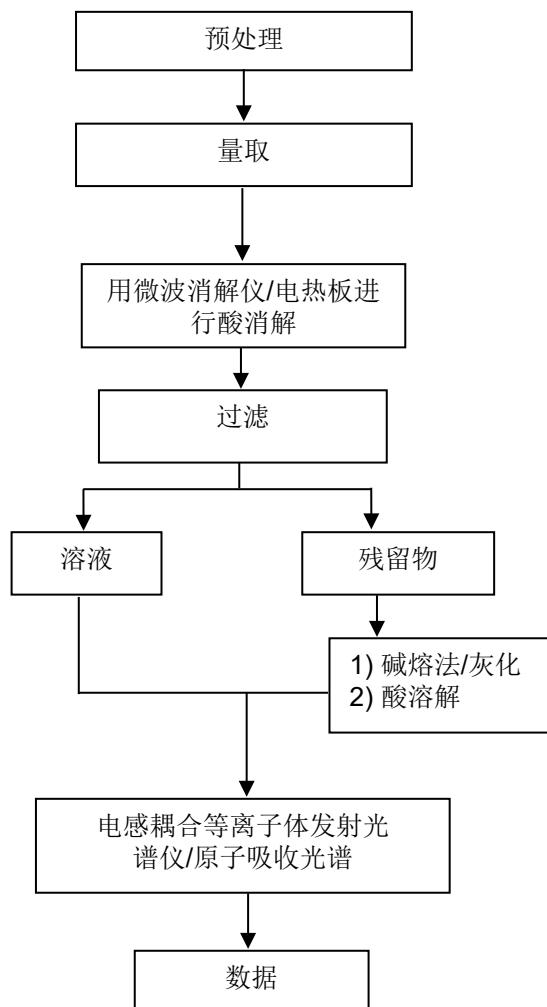 预处理
量取
用微波消解仪/电热板进
行酸消解
过滤
溶液
残留物
1) 碱熔法/灰化
2) 酸溶解
电感耦合等离子体发射光
谱仪/原子吸收光谱
数据